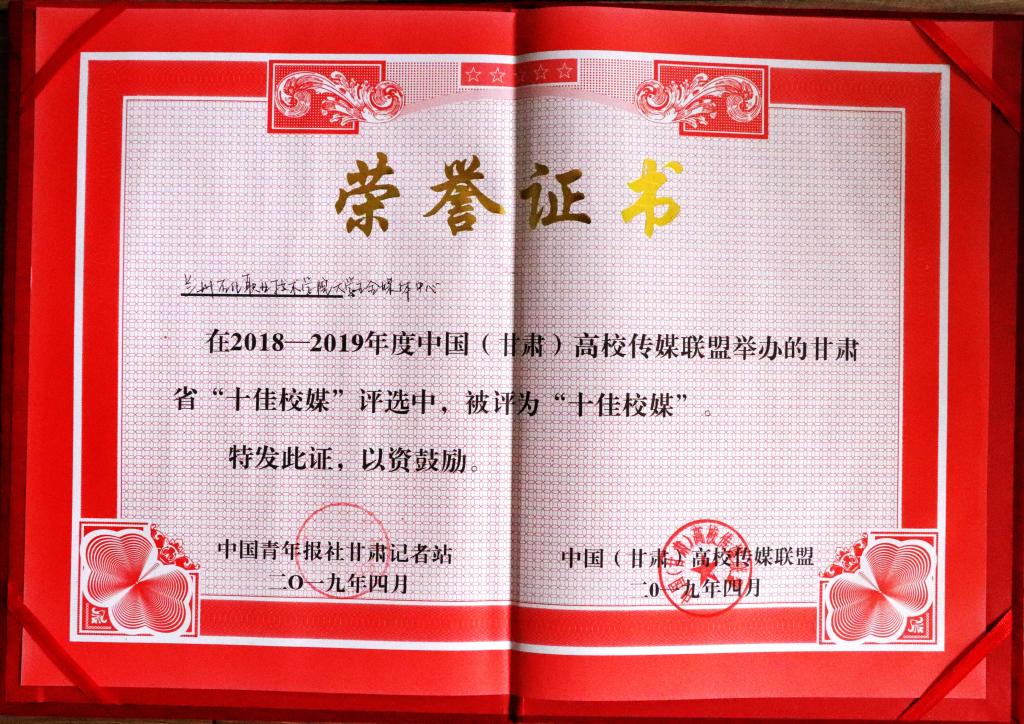 荣誉证书
兰州石化职业技术学院大学生全媒体中心
在2018—2019年度中国（甘肃）高校传媒联盟举办的甘肃
省“十佳校媒”评选中，被评为“十佳校媒”。
特发此证，以资鼓励。
中国青年报社甘肃记者站
二〇一九年四月
中国（甘肃）高校传媒联盟
二0一九年四月